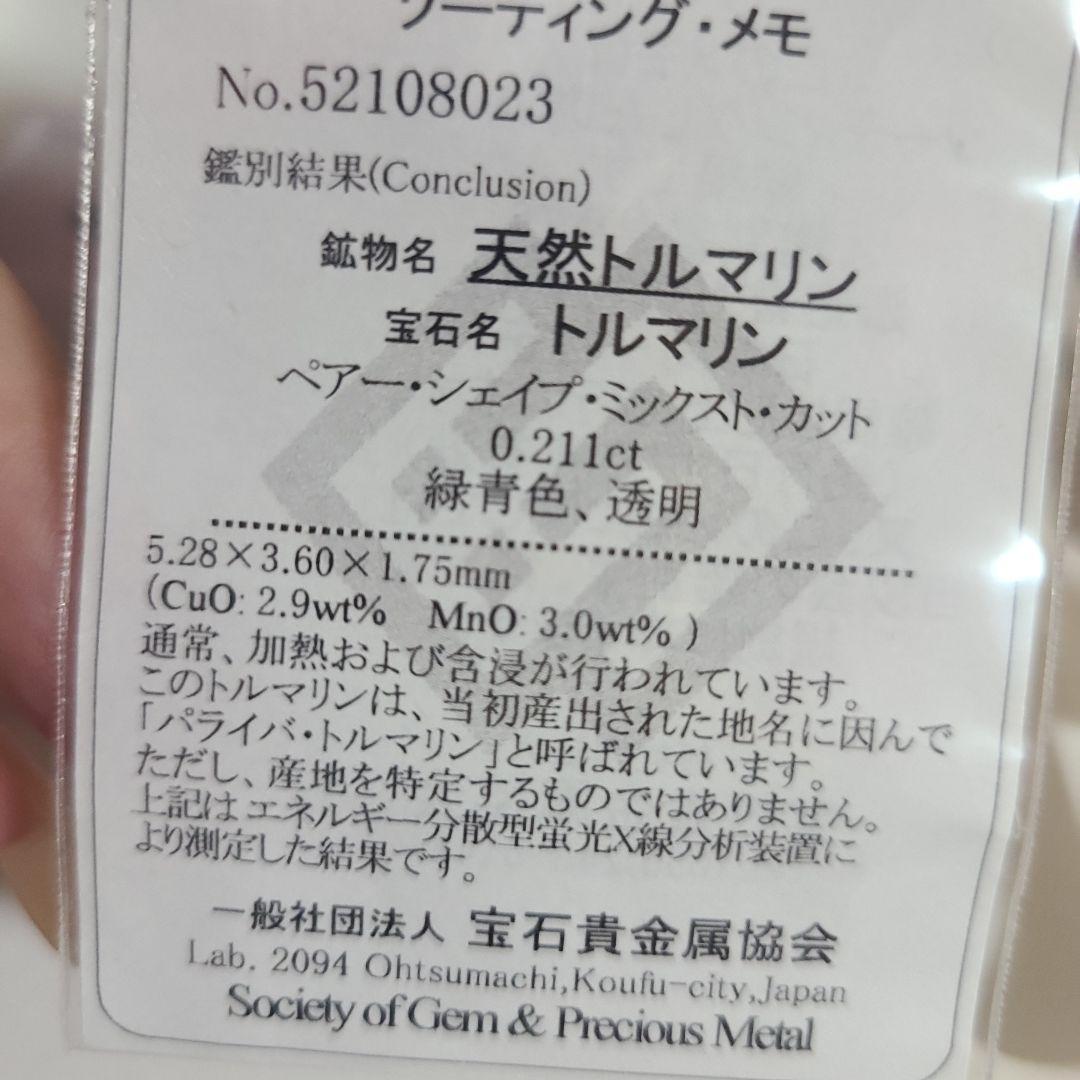 ソーティング・メモ
No.52108023
鑑別結果(Conclusion)
鉱物名 天然トルマリン
宝石名 トルマリン
ペアー・シェイプ・ミックスト・カット
0.211ct
緑青色、透明
5.28×3.60×1.75mm
(CuO: 2.9wt% MnO: 3.0wt% )
通常、加熱および含浸が行われています。
このトルマリンは、当初産出された地名に因んで
「パライバ・トルマリン」と呼ばれています。
ただし、産地を特定するものではありません。
上記はエネルギー分散型蛍光X線分析装置に
より測定した結果です。
一般社団法人 宝石貴金属協会
Lab. 2094 Ohtsumachi,Koufu-city,Japan
Society of Gem & Precious Metal